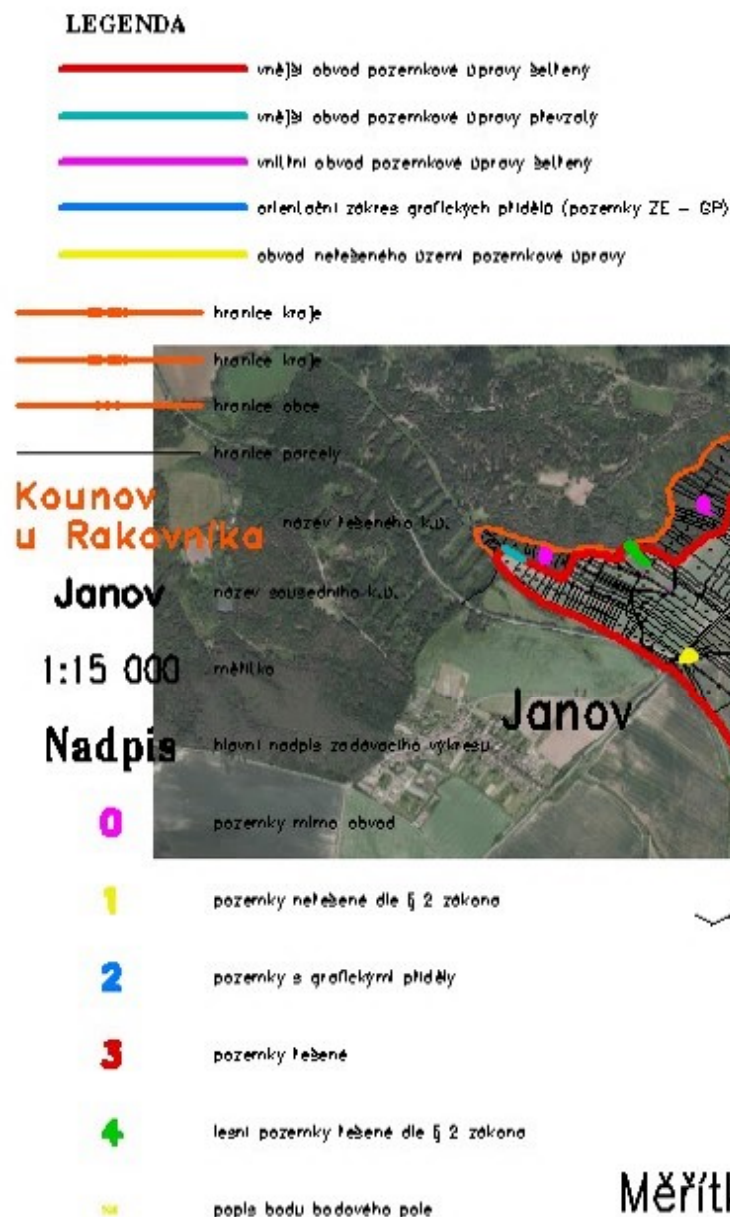 LEGENDA
vnější obvod pozemkové úpravy šetřený
vnější obvod pozemkové úpravy převzatý
vnitřní obvod pozemkové úpravy šetřený
orientační zákres grafických přídělů (pozemky ZE - GP)
obvod neřešeného území pozemkové úpravy
hranice kraje
hranice kraje
hranice obce
hranice parcely
Kounov
u Rakovníka název řešeného k.ú.
Janov název sousedního k.ú.
1:15 000 měřítko
Janov
Nadpis hlavní nadpis zadávacího výkresu
0 pozemky mimo obvod
1 pozemky neřešené dle § 2 zákona
2 pozemky s grafickými příděly
3 pozemky řešené
4 lesní pozemky řešené dle § 2 zákona
Měřítk
popis bodu bodového pole